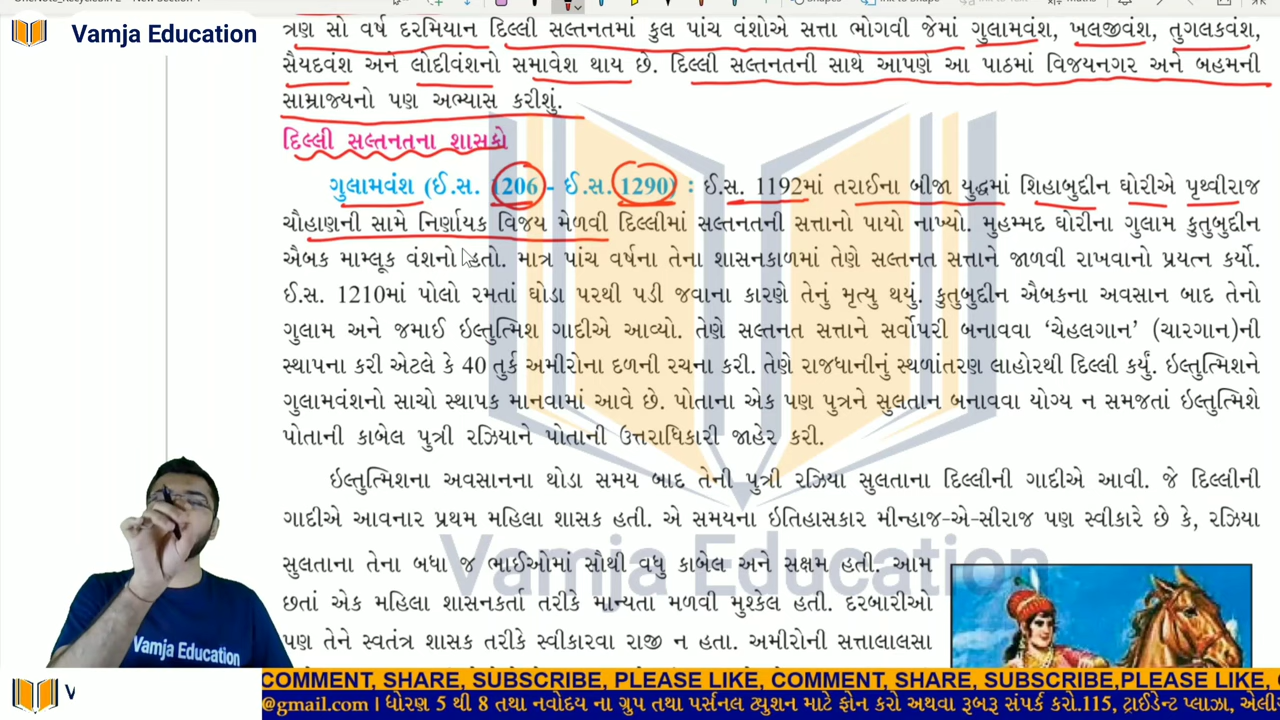 OneNote_RecycleBin 2 - New Section 1
Vamja Education
ત્રણ સો વર્ષ દરમિયાન દિલ્લી સલ્તનતમાં કુલ પાંચ વંશોએ સત્તા ભોગવી જેમાં ગુલામવંશ, ખલજીવંશ, તુગલકવંશ,
સૈયદવંશ અને લોદીવંશનો સમાવેશ થાય છે. દિલ્લી સલ્તનતની સાથે આપણે આ પાઠમાં વિજયનગર અને બહમની
સામ્રાજ્યનો પણ અભ્યાસ કરીશું.
દિલ્લી સલ્તનતના શાસકો
ગુલામવંશ (ઈ.સ. 1206 - ઈ.સ. 1290) : ઈ.સ. 1192માં તરાઈના બીજા યુદ્ધમાં શિહાબુદ્દીન ઘોરીએ પૃથ્વીરાજ
ચૌહાણની સામે નિર્ણાયક વિજય મેળવી દિલ્લીમાં સલ્તનતની સત્તાનો પાયો નાખ્યો. મુહમ્મદ ઘોરીના ગુલામ કુતુબુદ્દીન
ઐબક મામ્લૂક વંશનો હતો. માત્ર પાંચ વર્ષના તેના શાસનકાળમાં તેણે સલ્તનત સત્તાને જાળવી રાખવાનો પ્રયત્ન કર્યો.
ઈ.સ. 1210માં પોલો રમતાં ઘોડા પરથી પડી જવાના કારણે તેનું મૃત્યુ થયું. કુતુબુદ્દીન ઐબકના અવસાન બાદ તેનો
ગુલામ અને જમાઈ ઇલ્તુત્મિશ ગાદીએ આવ્યો. તેણે સલ્તનત સત્તાને સર્વોપરી બનાવવા ‘ચેહલગાન’ (ચારગાન)ની
સ્થાપના કરી એટલે કે 40 તુર્ક અમીરોના દળની રચના કરી. તેણે રાજધાનીનું સ્થળાંતરણ લાહોરથી દિલ્લી કર્યું. ઇલ્તુત્મિશને
ગુલામવંશનો સાચો સ્થાપક માનવામાં આવે છે. પોતાના એક પણ પુત્રને સુલતાન બનાવવા યોગ્ય ન સમજતાં ઇલ્તુત્મિશે
પોતાની કાબેલ પુત્રી રઝિયાને પોતાની ઉત્તરાધિકારી જાહેર કરી.
ઇલ્તુત્મિશના અવસાનના થોડા સમય બાદ તેની પુત્રી રઝિયા સુલતાના દિલ્લીની ગાદીએ આવી. જે દિલ્લીની
ગાદીએ આવનાર પ્રથમ મહિલા શાસક હતી. એ સમયના ઇતિહાસકાર મીન્હાજ-એ-સીરાજ પણ સ્વીકારે છે કે, રઝિયા
સુલતાના તેના બધા જ ભાઈઓમાં સૌથી વધુ કાબેલ અને સક્ષમ હતી. આમ
છતાં એક મહિલા શાસનકર્તા તરીકે માન્યતા મળવી મુશ્કેલ હતી. દરબારીઓ
પણ તેને સ્વતંત્ર શાસક તરીકે સ્વીકારવા રાજી ન હતા. અમીરોની સત્તાલાલસા
Vamja Education
Vamja Education
COMMENT, SHARE, SUBSCRIBE, PLEASE LIKE, COMMENT, SHARE, SUBSCRIBE,PLEASE LIKE,
V
@gmail.com | ધોરણ 5 થી 8 તથા નવોદય ના ગ્રુપ તથા પર્સનલ ટ્યુશન માટે ફોન કરો અથવા રૂબરૂ સંપર્ક કરો.115, ટ્રાઈડેન્ટ પ્લાઝા,